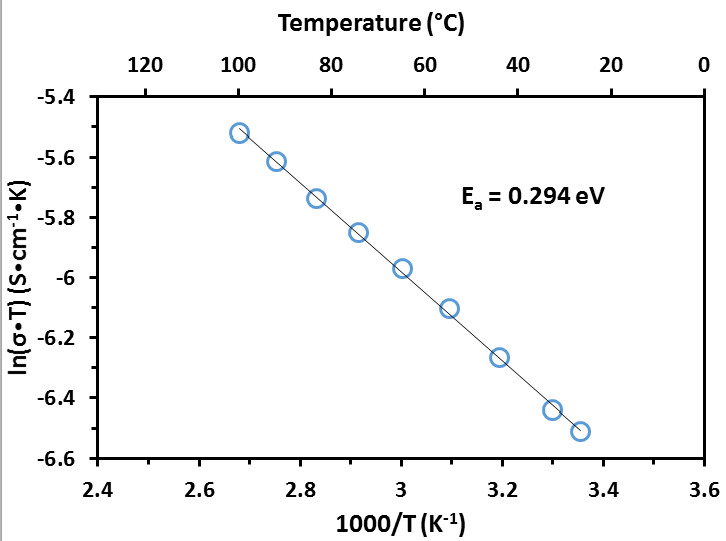 Temperature (°C)
120 100 80 60 40 20 0
-5.4
-5.6
-5.8
-6
-6.2
-6.4
-6.6
ln(σ•T) (S•cm⁻¹•K)
Eₐ = 0.294 eV
2.4 2.6 2.8 3 3.2 3.4 3.6
1000/T (K⁻¹)